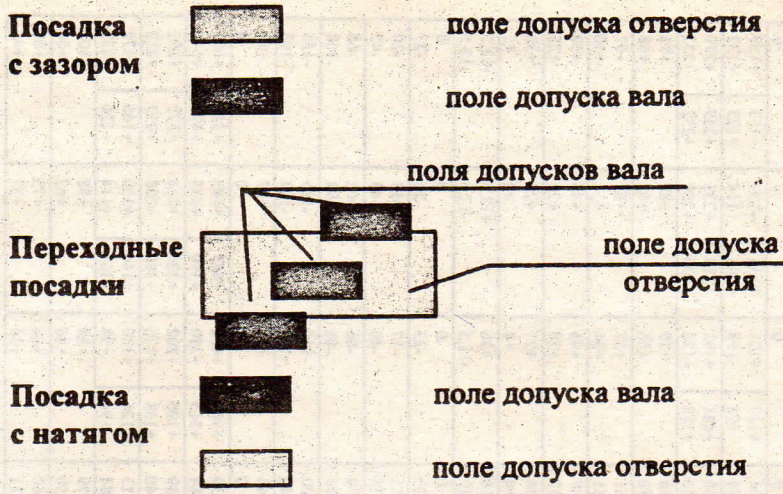 Посадка
с зазором
поле допуска отверстия
поле допуска вала
поля допусков вала
Переходные
посадки
поле допуска
отверстия
Посадка
с натягом
поле допуска вала
поле допуска отверстия